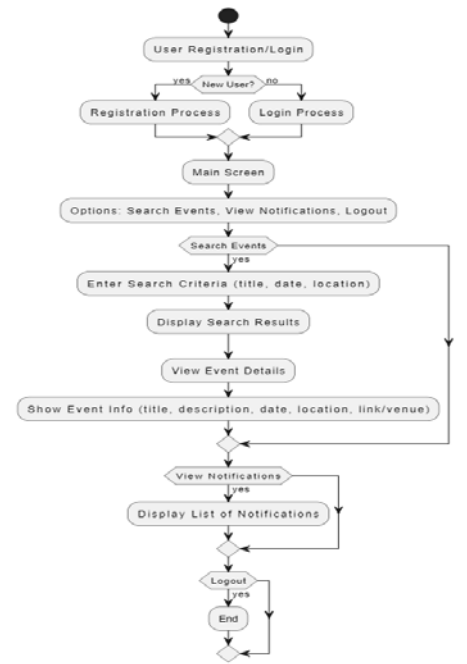 User Registration/Login
yes
New User?
no
Registration Process
Login Process
Main Screen
Options: Search Events, View Notifications, Logout
Search Events
yes
Enter Search Criteria (title, date, location)
Display Search Results
View Event Details
Show Event Info (title, description, date, location, link/venue)
View Notifications
yes
Display List of Notifications
Logout
yes
End